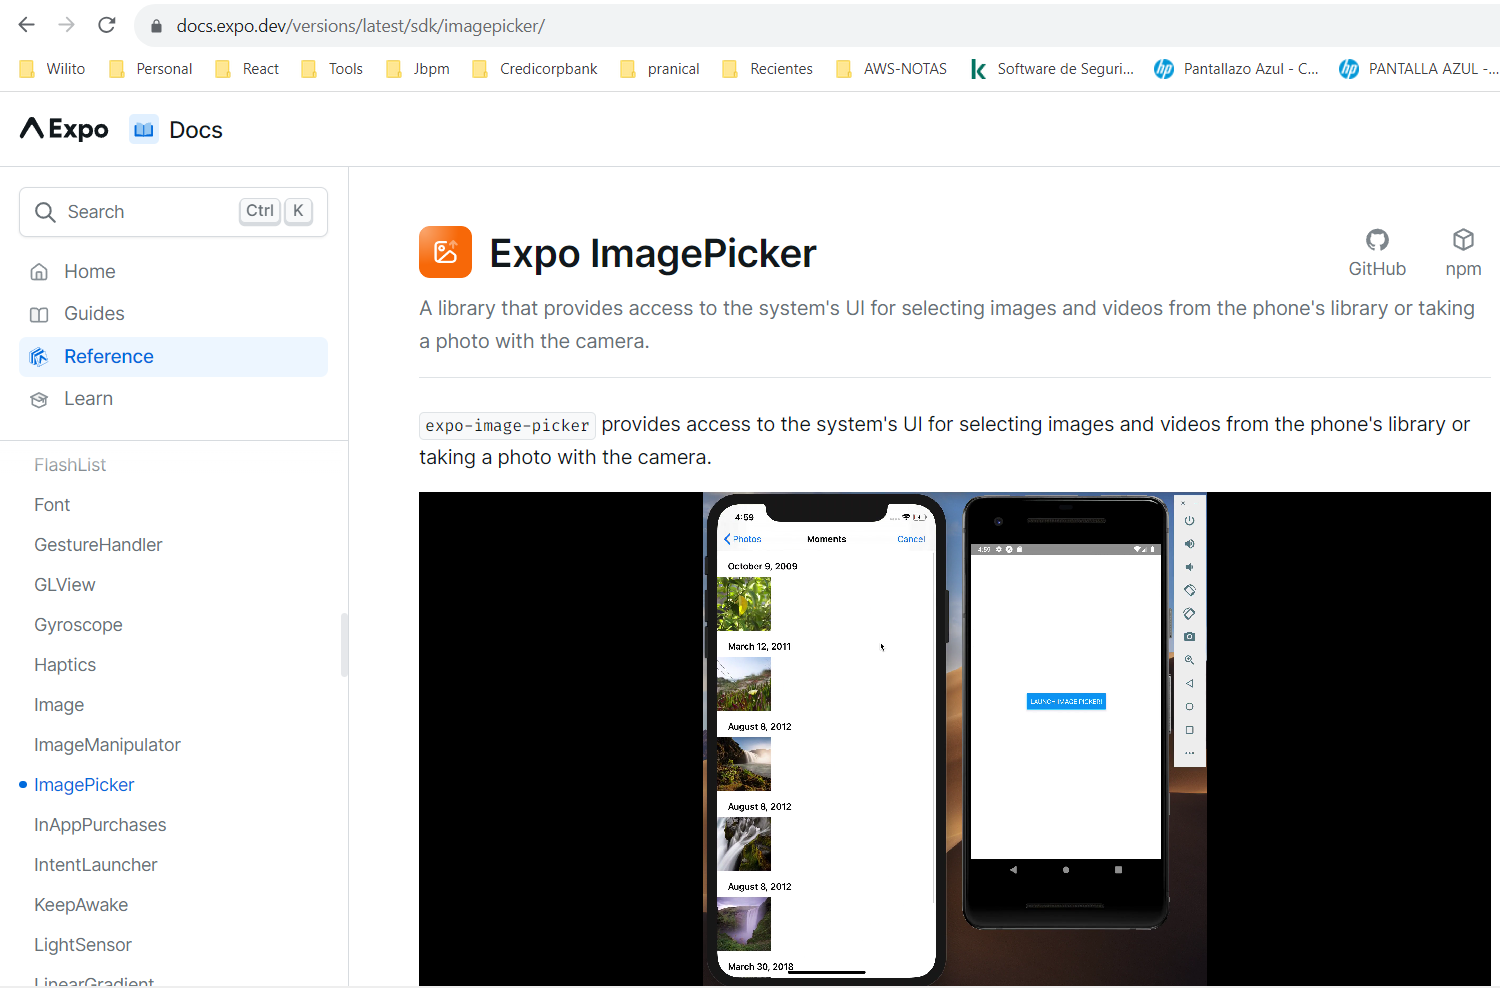 docs.expo.dev/versions/latest/sdk/imagepicker/
Wilito Personal React Tools Jbpm Credicorpbank pranical Recientes AWS-NOTAS Software de Seguri... Pantallazo Azul - C... PANTALLA AZUL -...
Expo Docs
Search Ctrl K
Home
Guides
Reference
Learn
FlashList
Font
GestureHandler
GLView
Gyroscope
Haptics
Image
ImageManipulator
ImagePicker
InAppPurchases
IntentLauncher
KeepAwake
LightSensor
LinearGradient
Expo ImagePicker
GitHub npm
A library that provides access to the system's UI for selecting images and videos from the phone's library or taking
a photo with the camera.
expo-image-picker provides access to the system's UI for selecting images and videos from the phone's library or
taking a photo with the camera.
4:59
Photos Moments Cancel
October 9, 2009
March 12, 2011
August 8, 2012
August 8, 2012
August 8, 2012
March 30, 2018
4:59
LAUNCH IMAGE PICKER!